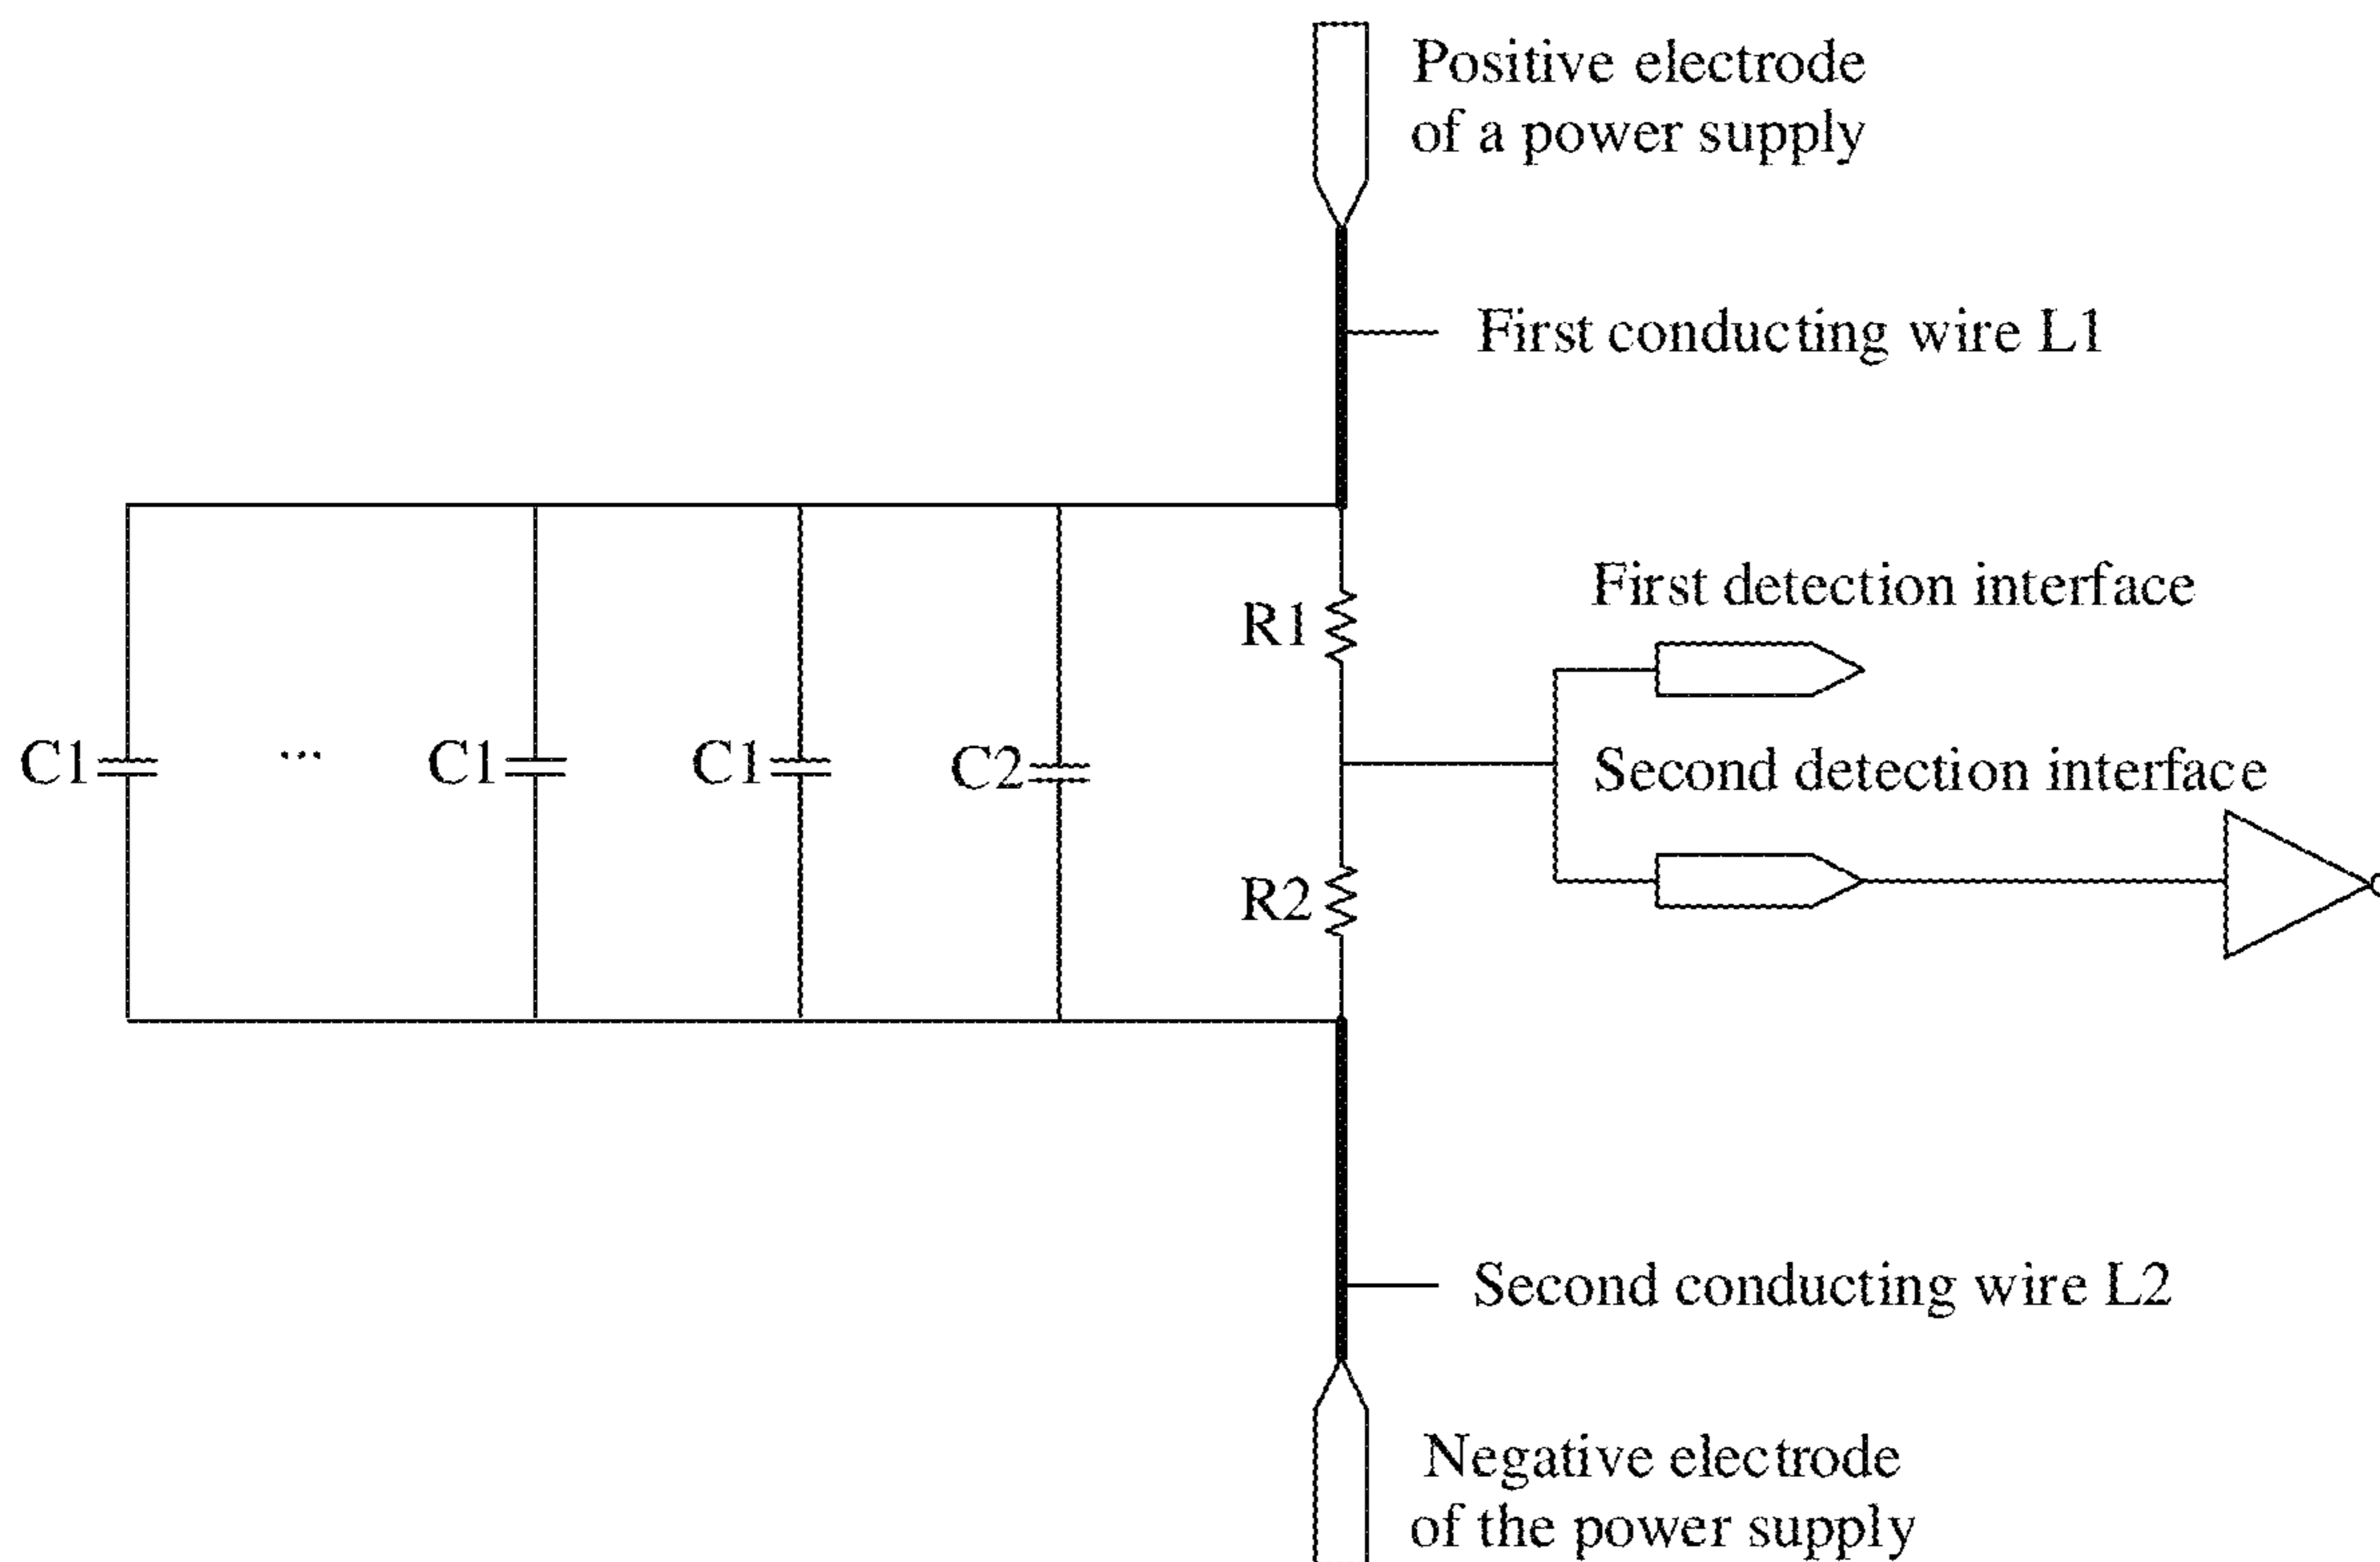 Positive electrode
of a power supply
First conducting wire L1
First detection interface
R1
C1
...
C1
C1
C2
Second detection interface
R2
Second conducting wire L2
Negative electrode
of the power supply